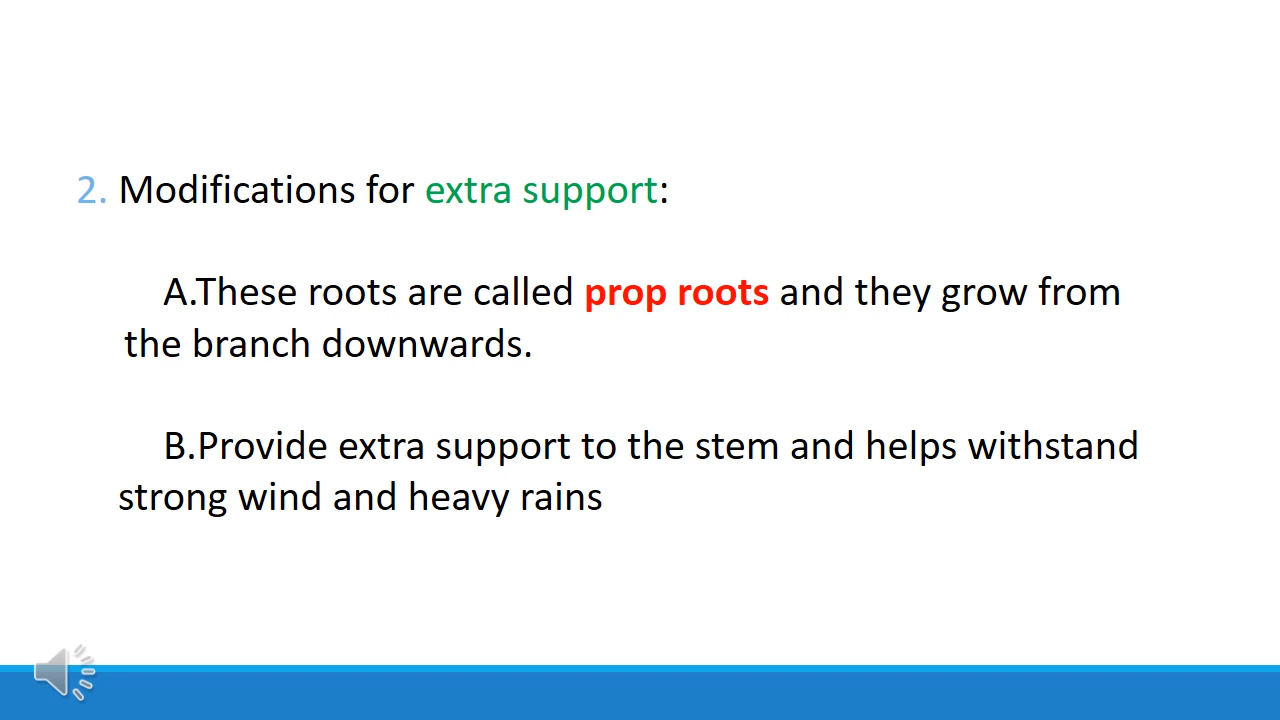 2. Modifications for extra support:
A.These roots are called prop roots and they grow from
the branch downwards.
B.Provide extra support to the stem and helps withstand
strong wind and heavy rains